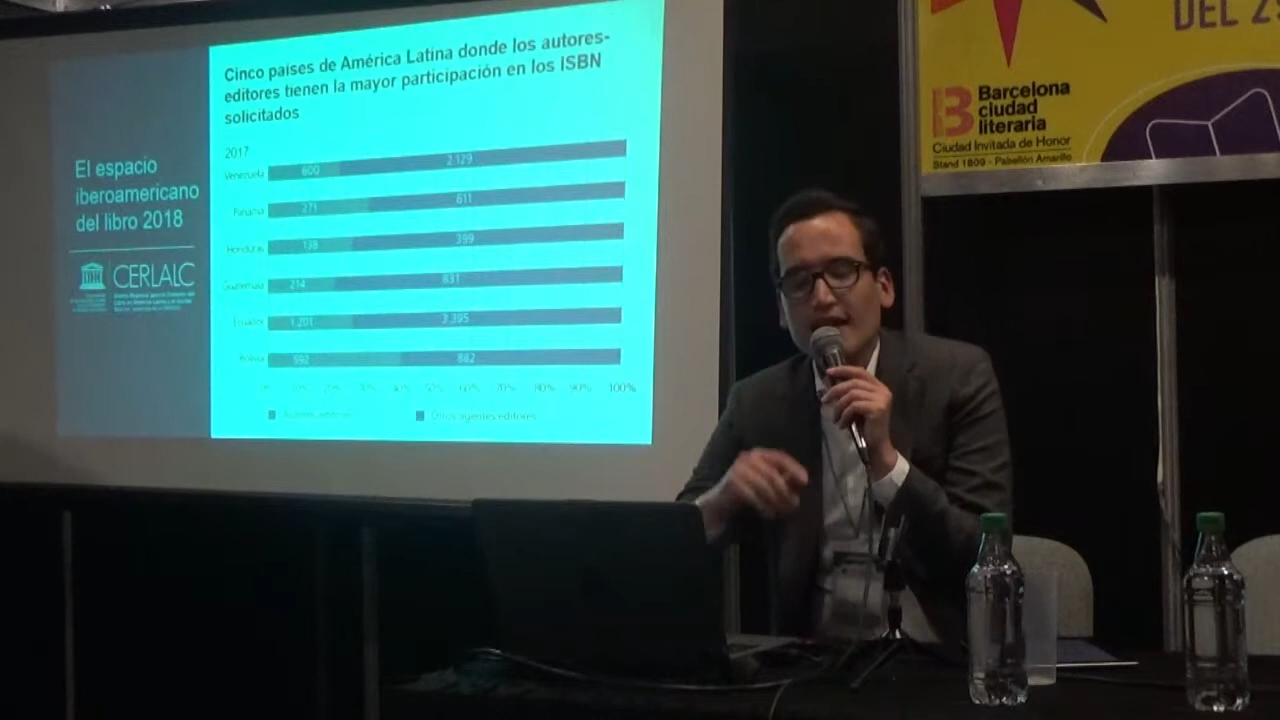 El espacio
iberoamericano
del libro 2018
CERLALC
Cinco países de América Latina donde los autores-
editores tienen la mayor participación en los ISBN
solicitados
2017
Venezuela 600 2.129
Panamá 271 611
Honduras 138 399
Guatemala 214 831
Ecuador 1.201 3.395
Bolivia 592 882
0% 10% 20% 30% 40% 50% 60% 70% 80% 90% 100%
Otros agentes editores
B
Barcelona
ciudad
literaria
Ciudad Invitada de Honor
Stand 1809 - Pabellón Amarillo
DEL